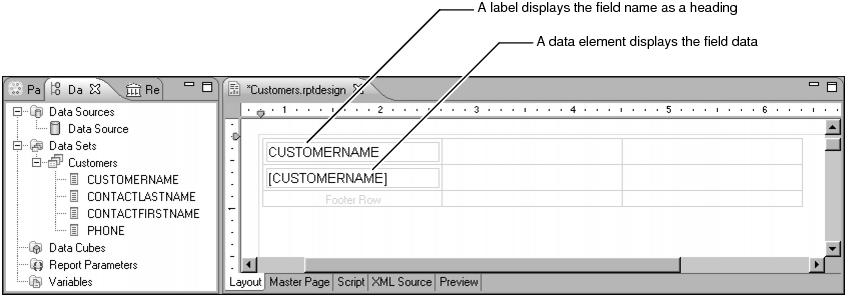 A label displays the field name as a heading
A data element displays the field data
Pa Da Re
*Customers.rptdesign
Data Sources
Data Source
Data Sets
Customers
CUSTOMERNAME
CONTACTLASTNAME
CONTACTFIRSTNAME
PHONE
Data Cubes
Report Parameters
Variables
1 2 3 4 5 6
CUSTOMERNAME
[CUSTOMERNAME]
Footer Row
1
Layout Master Page Script XML Source Preview